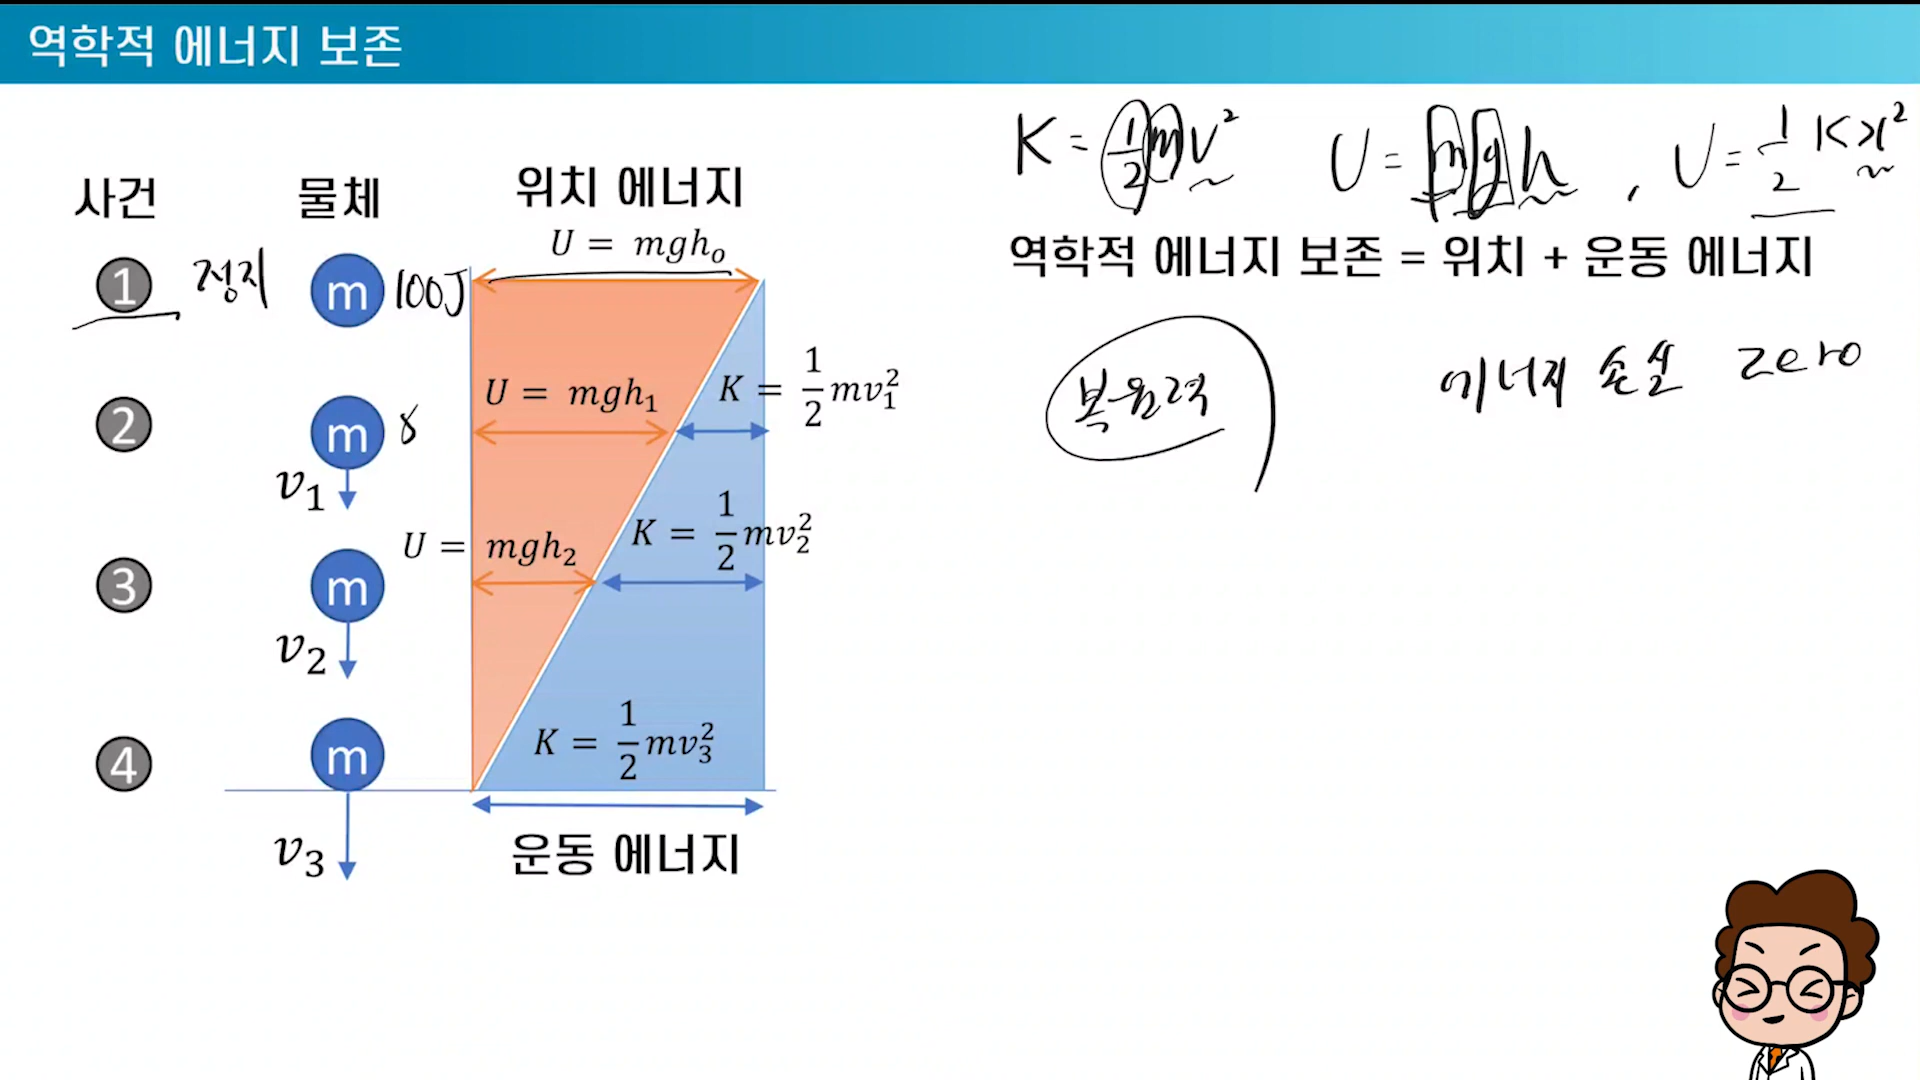 역학적 에너지 보존
K = 1/2 mv² U = mgh , U = 1/2 Kx²
역학적 에너지 보존 = 위치 + 운동 에너지
복원력 에너지 손실 zero
사건 물체 위치 에너지
U = mgh₀
① 정지 m 100J
② m U = mgh₁ K = 1/2 mv₁²
v₁
③ m U = mgh₂ K = 1/2 mv₂²
v₂
④ m K = 1/2 mv₃²
v₃
운동 에너지